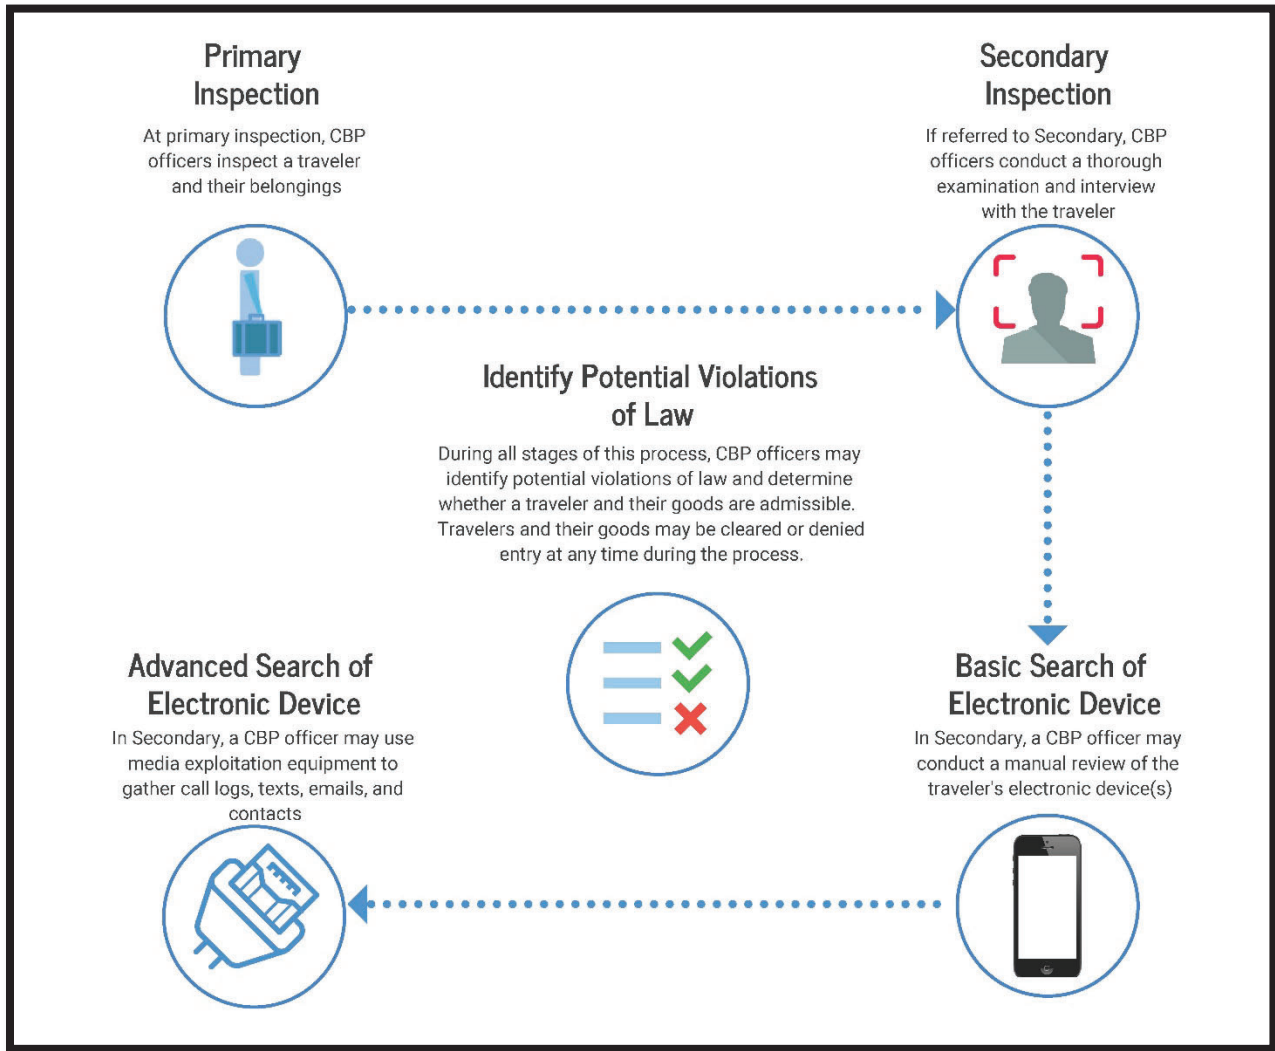 Primary
Inspection
At primary inspection, CBP
officers inspect a traveler
and their belongings
Secondary
Inspection
If referred to Secondary, CBP
officers conduct a thorough
examination and interview
with the traveler
Identify Potential Violations
of Law
During all stages of this process, CBP officers may
identify potential violations of law and determine
whether a traveler and their goods are admissible.
Travelers and their goods may be cleared or denied
entry at any time during the process.
Basic Search of
Electronic Device
In Secondary, a CBP officer may
conduct a manual review of the
traveler's electronic device(s)
Advanced Search of
Electronic Device
In Secondary, a CBP officer may use
media exploitation equipment to
gather call logs, texts, emails, and
contacts